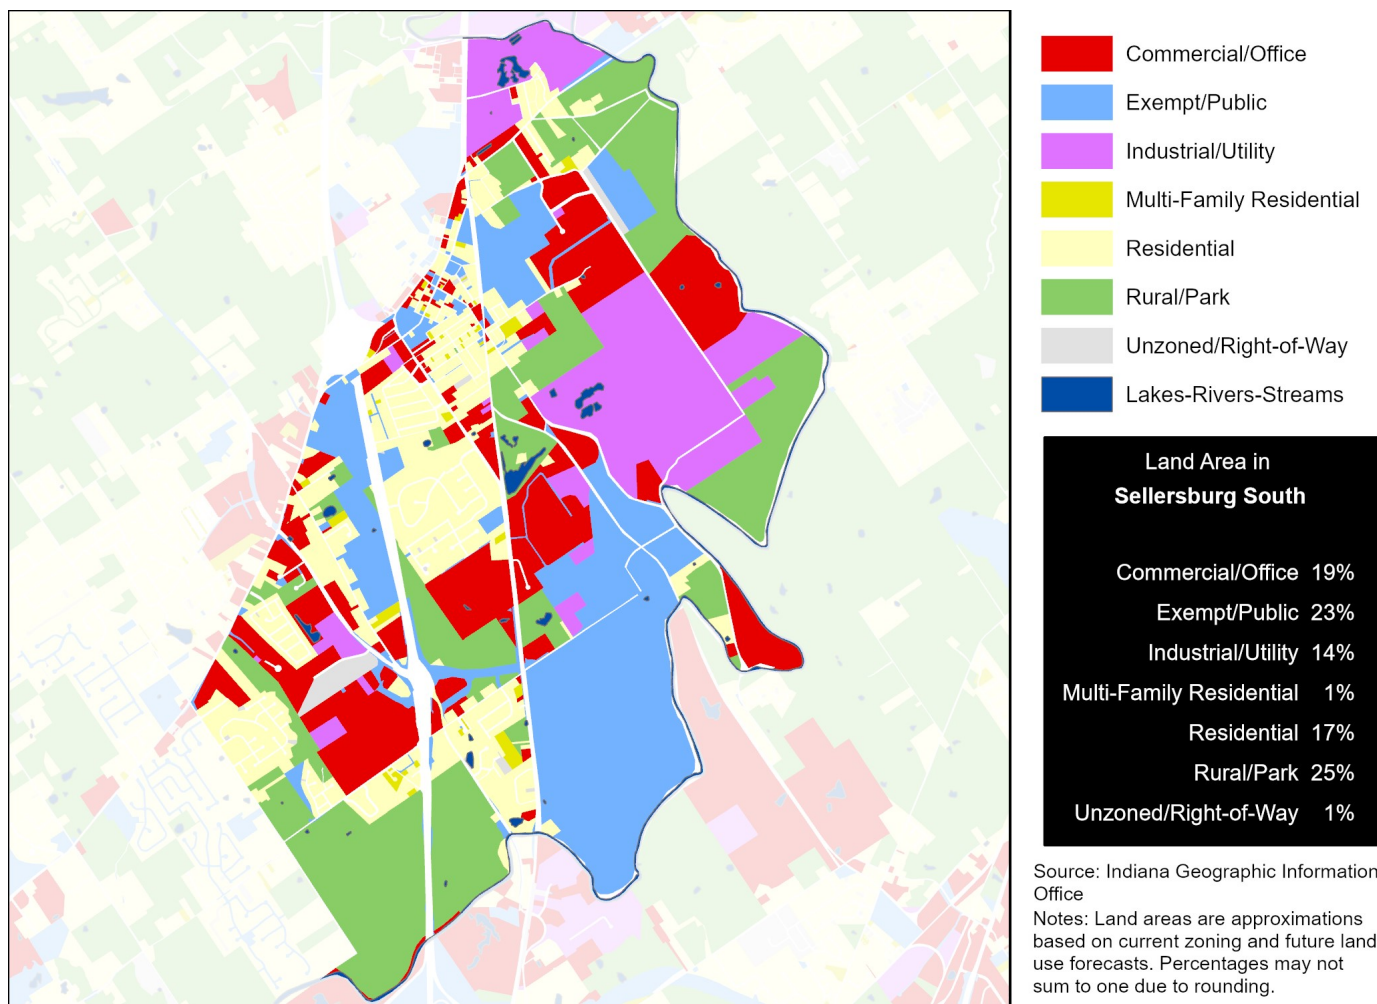 Commercial/Office
Exempt/Public
Industrial/Utility
Multi-Family Residential
Residential
Rural/Park
Unzoned/Right-of-Way
Lakes-Rivers-Streams
Land Area in
Sellersburg South
Commercial/Office 19%
Exempt/Public 23%
Industrial/Utility 14%
Multi-Family Residential 1%
Residential 17%
Rural/Park 25%
Unzoned/Right-of-Way 1%
Source: Indiana Geographic Information
Office
Notes: Land areas are approximations
based on current zoning and future land
use forecasts. Percentages may not
sum to one due to rounding.